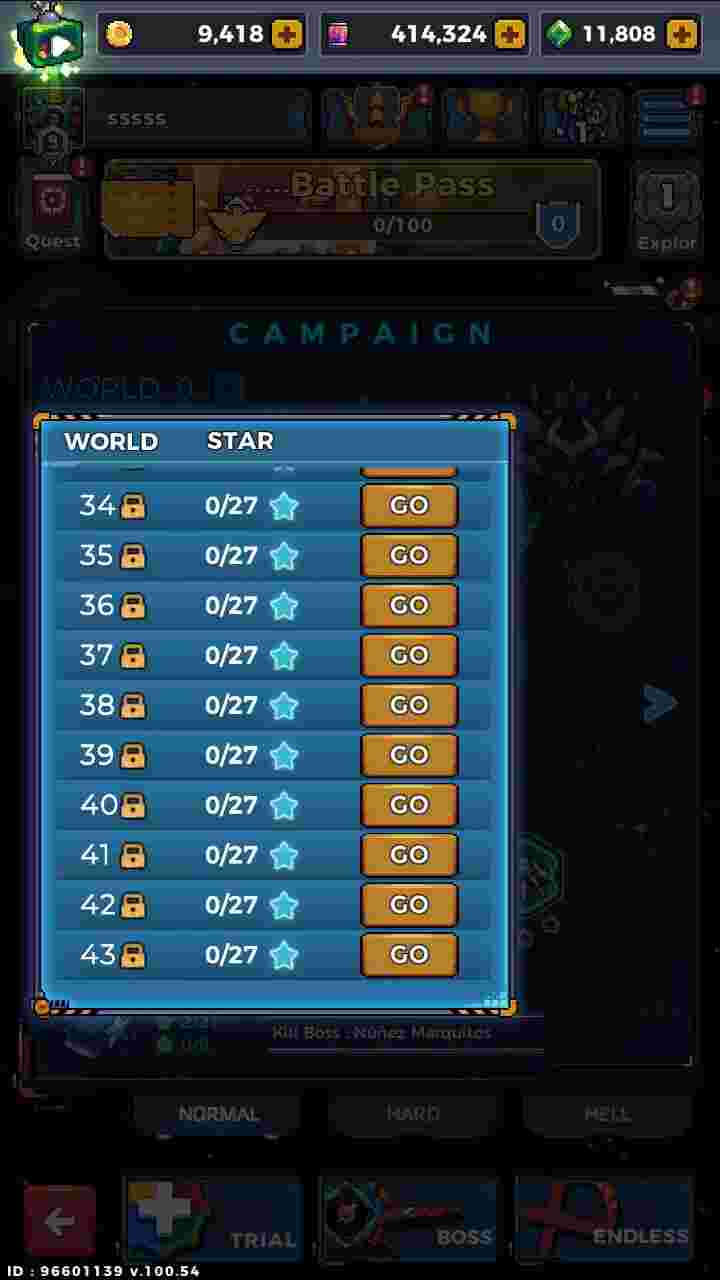 9,418
414,324
11,808
sssss
9
1
Battle Pass
0/100
0
Quest
1
Explor
CAMPAIGN
WORLD 0
WORLD STAR
34 0/27 GO
35 0/27 GO
36 0/27 GO
37 0/27 GO
38 0/27 GO
39 0/27 GO
40 0/27 GO
41 0/27 GO
42 0/27 GO
43 0/27 GO
Kill Boss : Núñez Marquitos
NORMAL HARD HELL
TRIAL BOSS ENDLESS
ID : 96601139 v.100.54